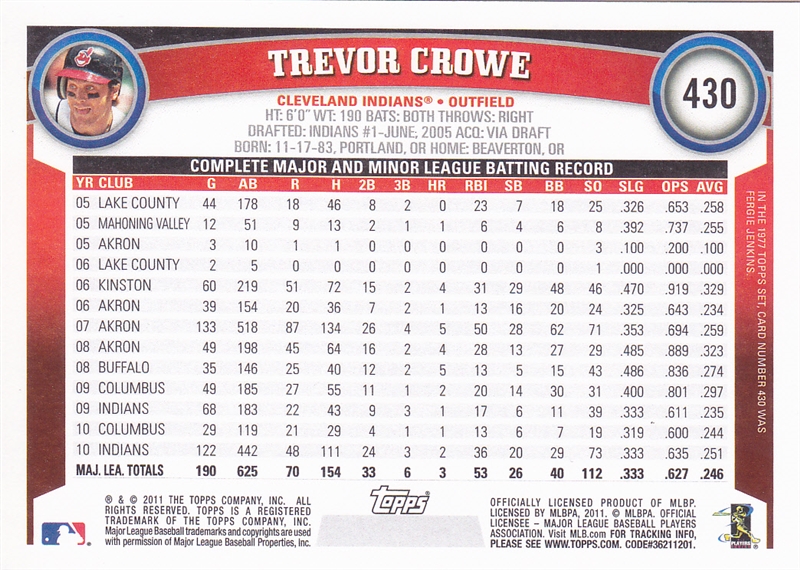 TREVOR CROWE
430
CLEVELAND INDIANS® • OUTFIELD
HT: 6'0" WT: 190 BATS: BOTH THROWS: RIGHT
DRAFTED: INDIANS #1-JUNE, 2005 ACQ: VIA DRAFT
BORN: 11-17-83, PORTLAND, OR HOME: BEAVERTON, OR
COMPLETE MAJOR AND MINOR LEAGUE BATTING RECORD
YR CLUB G AB R H 2B 3B HR RBI SB BB SO SLG OPS AVG
05 LAKE COUNTY 44 178 18 46 8 2 0 23 7 18 25 .326 .653 .258
05 MAHONING VALLEY 12 51 9 13 2 1 1 6 4 6 8 .392 .737 .255
05 AKRON 3 10 1 1 0 0 0 0 0 0 3 .100 .200 .100
06 LAKE COUNTY 2 5 0 0 0 0 0 0 0 0 1 .000 .000 .000
06 KINSTON 60 219 51 72 15 2 4 31 29 48 46 .470 .919 .329
06 AKRON 39 154 20 36 7 2 1 13 16 20 24 .325 .643 .234
07 AKRON 133 518 87 134 26 4 5 50 28 62 71 .353 .694 .259
08 AKRON 49 198 45 64 16 2 4 28 13 27 29 .485 .889 .323
08 BUFFALO 35 146 25 40 12 2 5 13 5 15 43 .486 .836 .274
09 COLUMBUS 49 185 27 55 11 1 2 20 14 30 31 .400 .801 .297
09 INDIANS 68 183 22 43 9 3 1 17 6 11 39 .333 .611 .235
10 COLUMBUS 29 119 21 29 4 1 1 13 6 7 19 .319 .600 .244
10 INDIANS 122 442 48 111 24 3 2 36 20 29 73 .333 .635 .251
MAJ. LEA. TOTALS 190 625 70 154 33 6 3 53 26 40 112 .333 .627 .246
IN THE 1977 TOPPS SET, CARD NUMBER 430 WAS
FERGIE JENKINS.
® & © 2011 THE TOPPS COMPANY, INC. ALL
RIGHTS RESERVED. TOPPS IS A REGISTERED
TRADEMARK OF THE TOPPS COMPANY, INC.
Major League Baseball trademarks and copyrights are used
with permission of Major League Baseball Properties, Inc.
Topps®
OFFICIALLY LICENSED PRODUCT OF MLBP.
LICENSED BY MLBPA, 2011. © MLBPA. OFFICIAL
LICENSEE – MAJOR LEAGUE BASEBALL PLAYERS
ASSOCIATION. Visit MLB.com FOR TRACKING INFO,
PLEASE SEE WWW.TOPPS.COM. CODE#36211201.